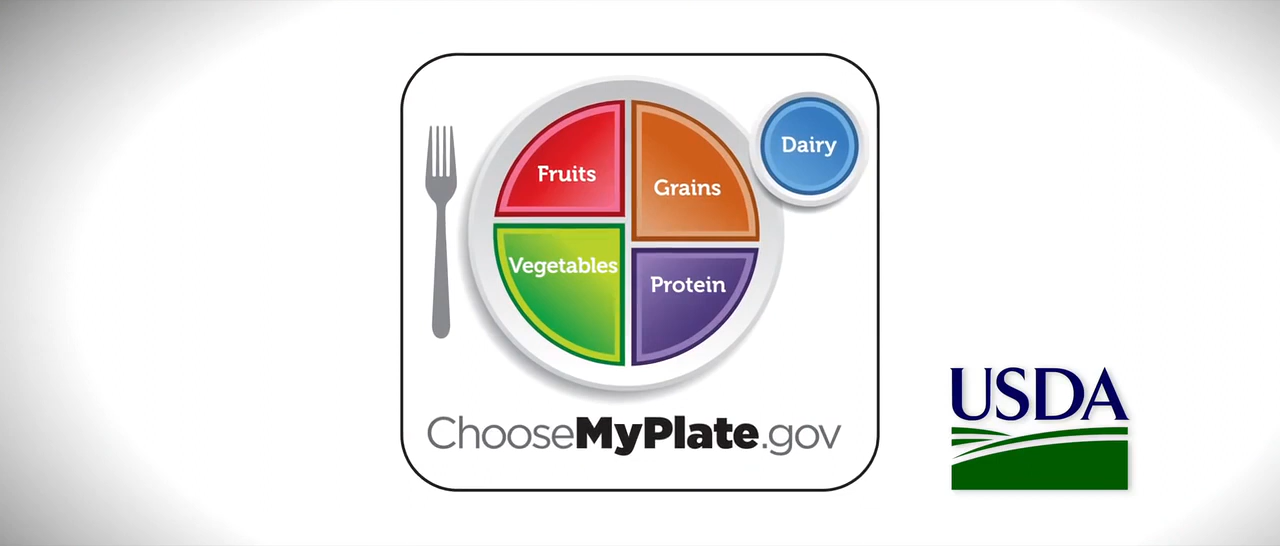 Fruits
Grains
Dairy
Vegetables
Protein
ChooseMyPlate.gov
USDA